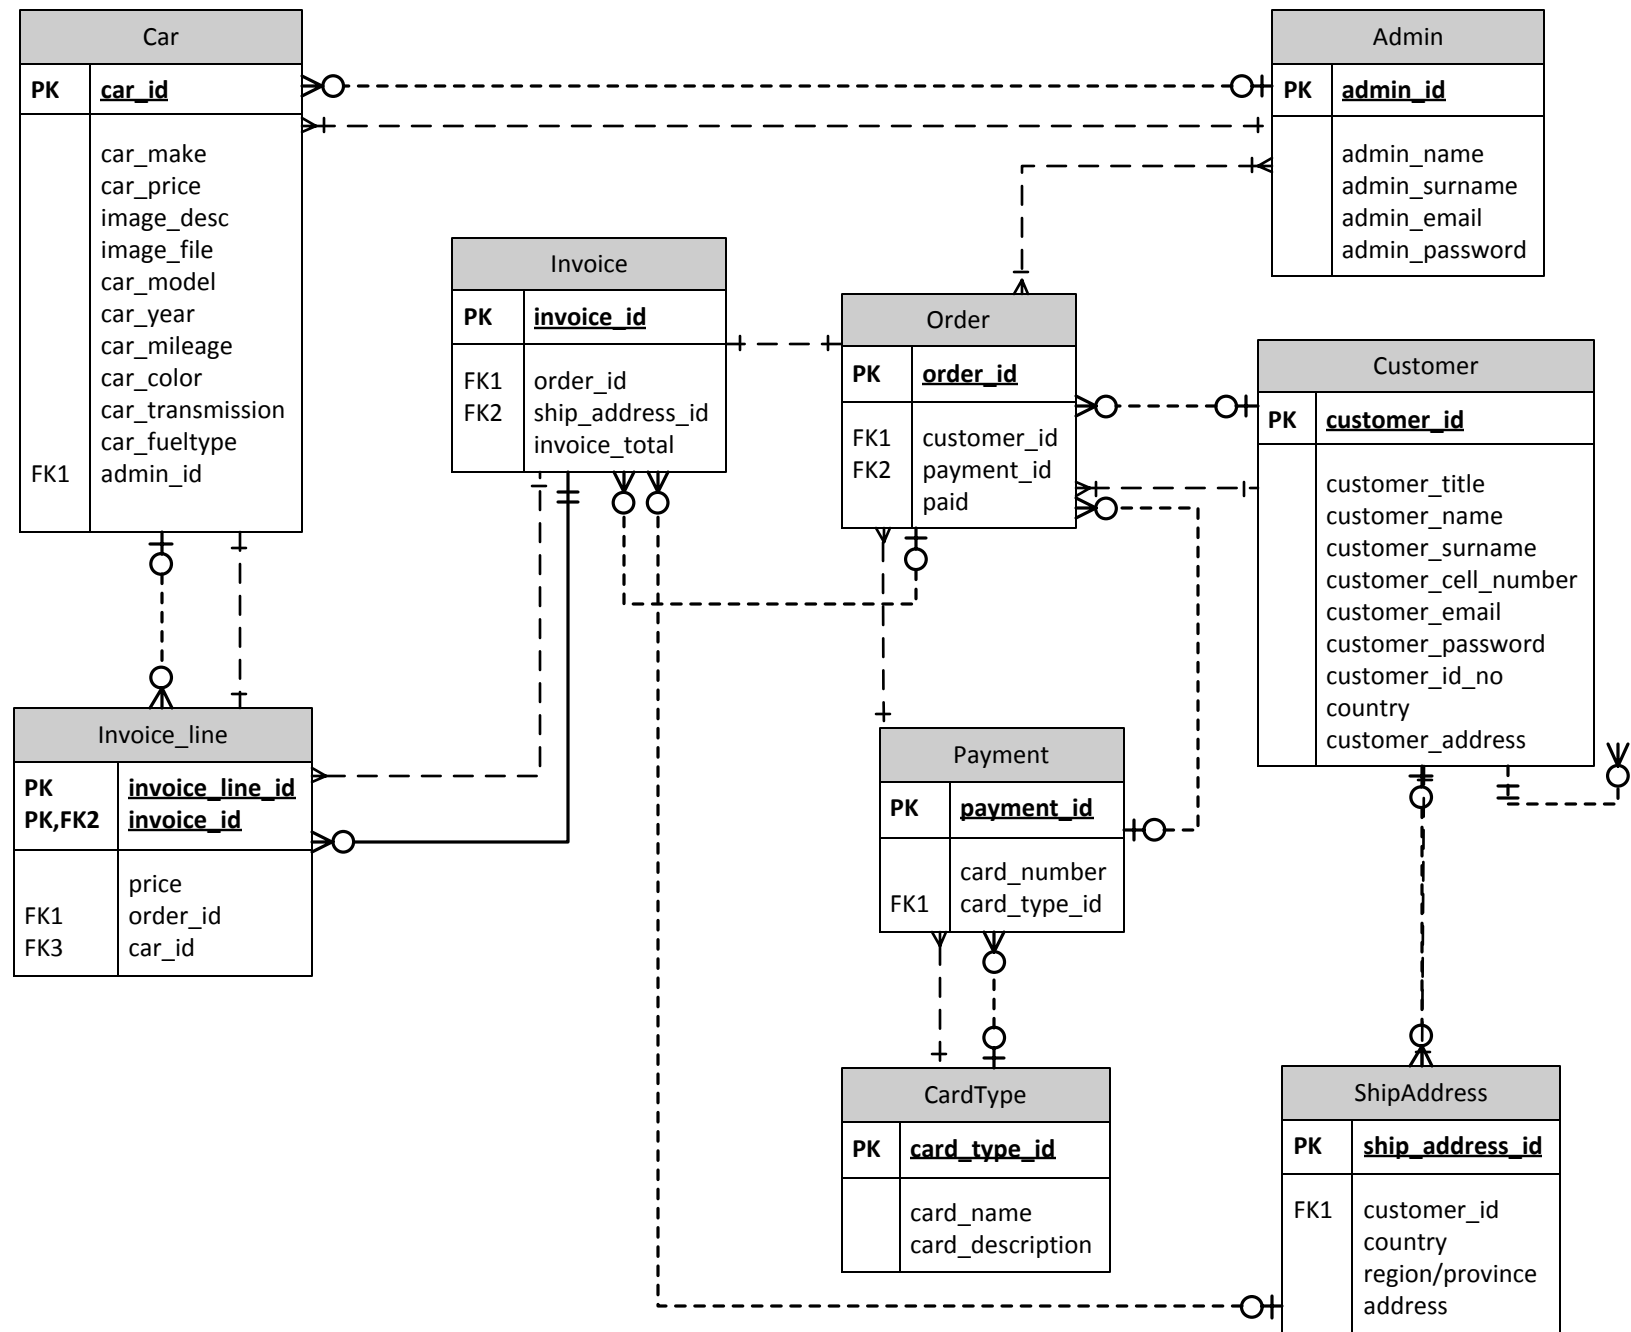 Car
PK car_id
car_make
car_price
image_desc
image_file
car_model
car_year
car_mileage
car_color
car_transmission
car_fueltype
FK1 admin_id
Admin
PK admin_id
admin_name
admin_surname
admin_email
admin_password
Invoice
PK invoice_id
FK1 order_id
FK2 ship_address_id
invoice_total
Order
PK order_id
FK1 customer_id
FK2 payment_id
paid
Customer
PK customer_id
customer_title
customer_name
customer_surname
customer_cell_number
customer_email
customer_password
customer_id_no
country
customer_address
Invoice_line
PK invoice_line_id
PK,FK2 invoice_id
price
FK1 order_id
FK3 car_id
Payment
PK payment_id
card_number
FK1 card_type_id
CardType
PK card_type_id
card_name
card_description
ShipAddress
PK ship_address_id
FK1 customer_id
country
region/province
address